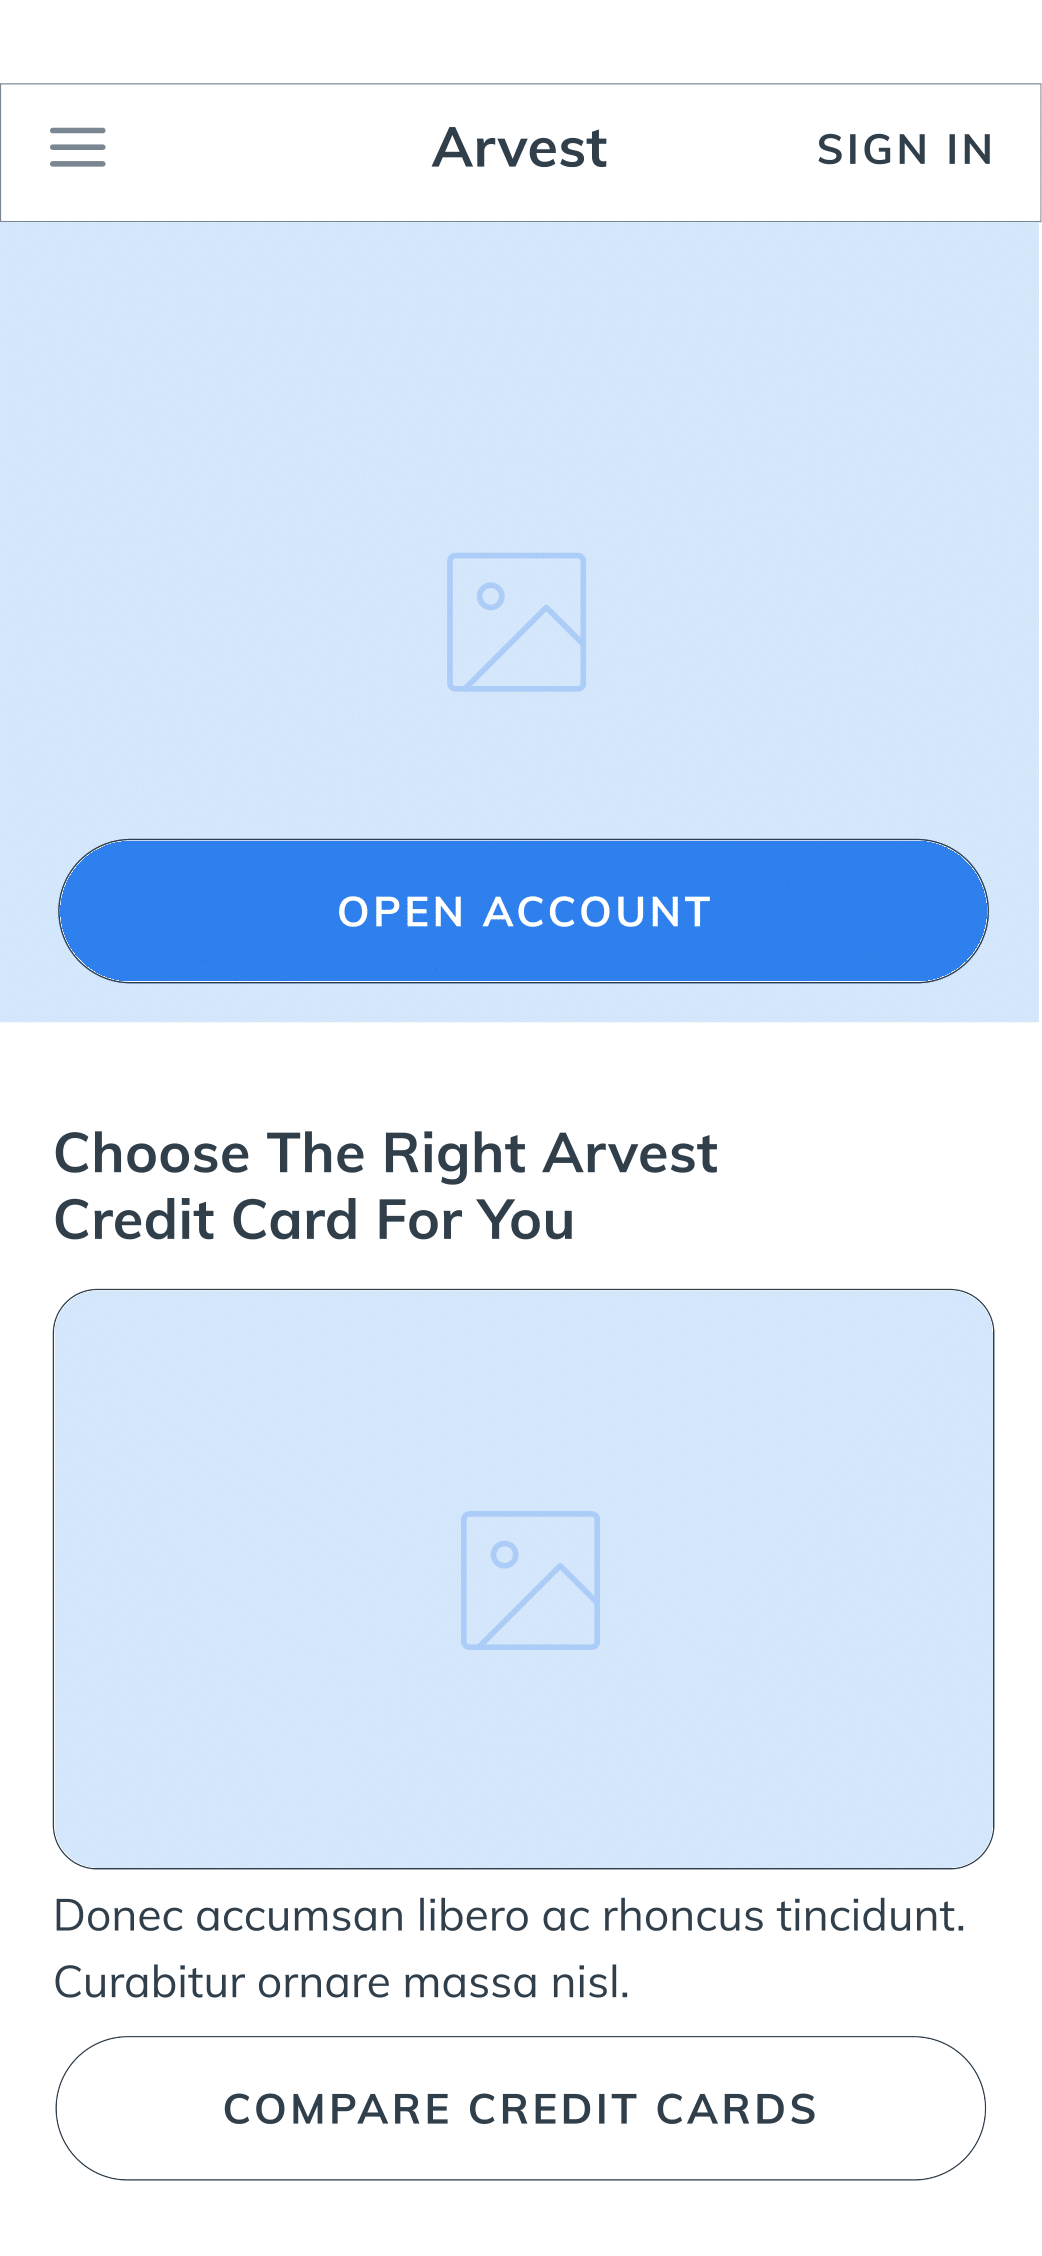 Arvest
SIGN IN
OPEN ACCOUNT
Choose The Right Arvest
Credit Card For You
Donec accumsan libero ac rhoncus tincidunt.
Curabitur ornare massa nisl.
COMPARE CREDIT CARDS